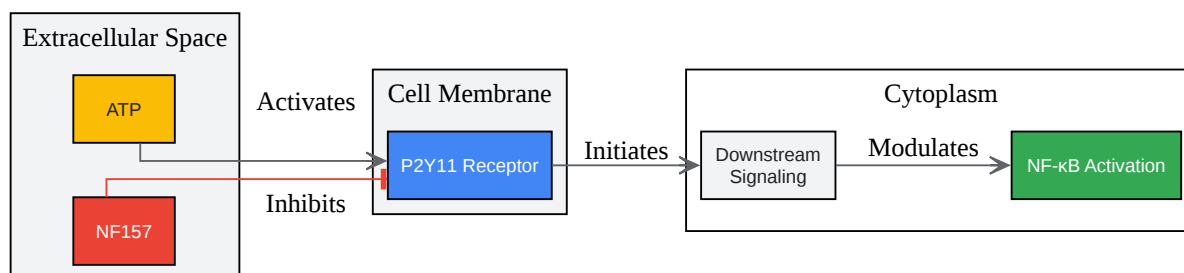 Extracellular Space
ATP
NF157
Activates
Inhibits
Cell Membrane
P2Y11 Receptor
Initiates
Cytoplasm
Downstream
Signaling
Modulates
NF-κB Activation